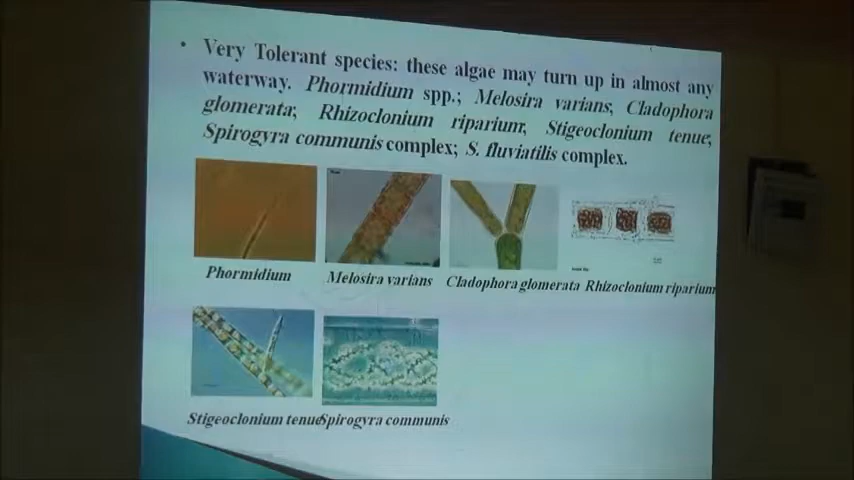 • Very Tolerant species: these algae may turn up in almost any
waterway. Phormidium spp.; Melosira varians, Cladophora
glomerata; Rhizoclonium riparium, Stigeoclonium tenue,
Spirogyra communis complex; S. fluviatilis complex.
Phormidium
Melosira varians
Cladophora glomerata
Rhizoclonium riparium
Stigeoclonium tenue
Spirogyra communis